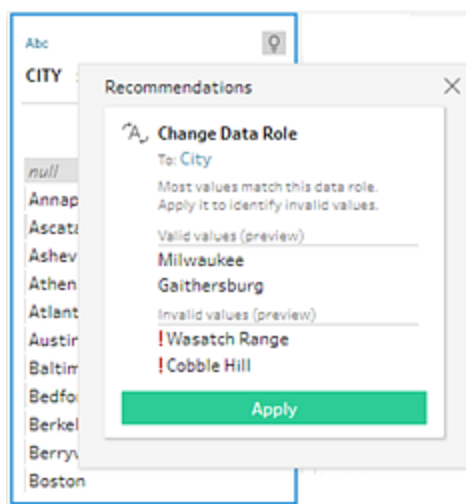 Abc
CITY
Recommendations
Change Data Role
To: City
Most values match this data role.
Apply it to identify invalid values.
Valid values (preview)
Milwaukee
Gaithersburg
Invalid values (preview)
! Wasatch Range
! Cobble Hill
Apply
null
Annap
Ascata
Ashev
Athen
Atlant
Austin
Baltim
Bedfo
Berkel
Berryv
Boston